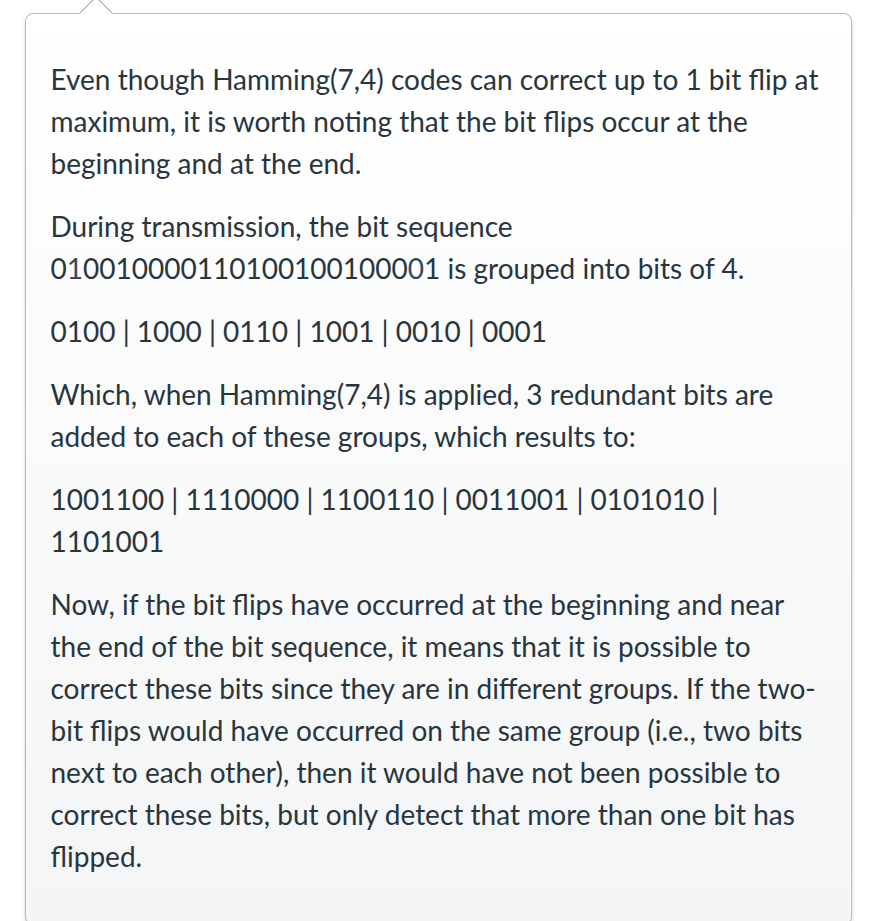 Even though Hamming(7,4) codes can correct up to 1 bit flip at
maximum, it is worth noting that the bit flips occur at the
beginning and at the end.
During transmission, the bit sequence
010010000110100100100001 is grouped into bits of 4.
0100 | 1000 | 0110 | 1001 | 0010 | 0001
Which, when Hamming(7,4) is applied, 3 redundant bits are
added to each of these groups, which results to:
1001100 | 1110000 | 1100110 | 0011001 | 0101010 |
1101001
Now, if the bit flips have occurred at the beginning and near
the end of the bit sequence, it means that it is possible to
correct these bits since they are in different groups. If the two-
bit flips would have occurred on the same group (i.e., two bits
next to each other), then it would have not been possible to
correct these bits, but only detect that more than one bit has
flipped.